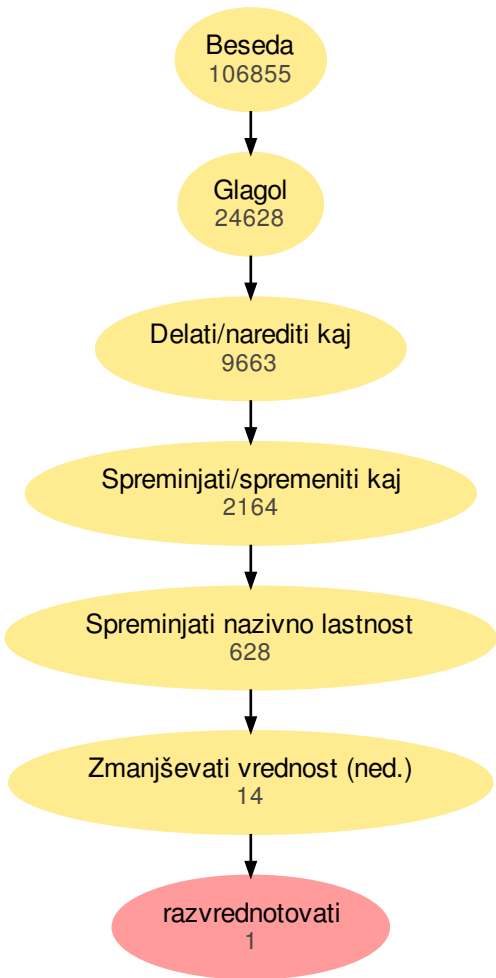 Beseda
106855
Glagol
24628
Delati/narediti kaj
9663
Spreminjati/spremeniti kaj
2164
Spreminjati nazivno lastnost
628
Zmanjševati vrednost (ned.)
14
razvrednotovati
1